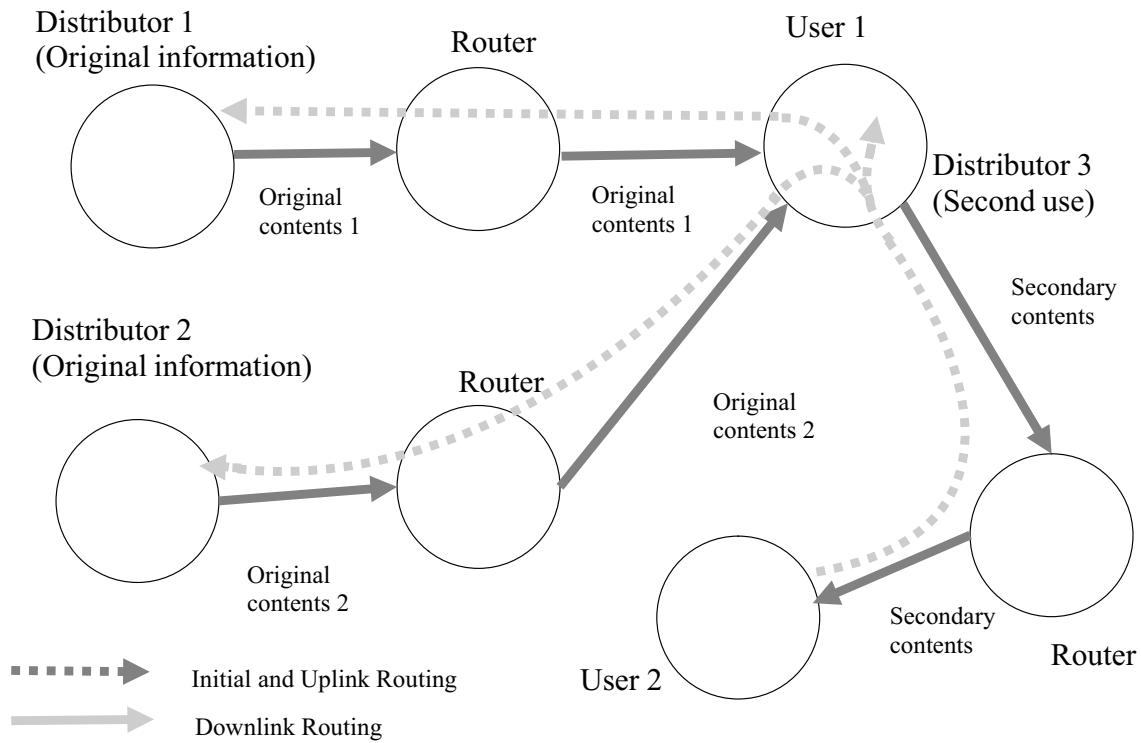 Distributor 1
(Original information)
Router
User 1
Original
contents 1
Original
contents 1
Distributor 3
(Second use)
Secondary
contents
Distributor 2
(Original information)
Router
Original
contents 2
Original
contents 2
Secondary
contents
Router
User 2
Initial and Uplink Routing
Downlink Routing